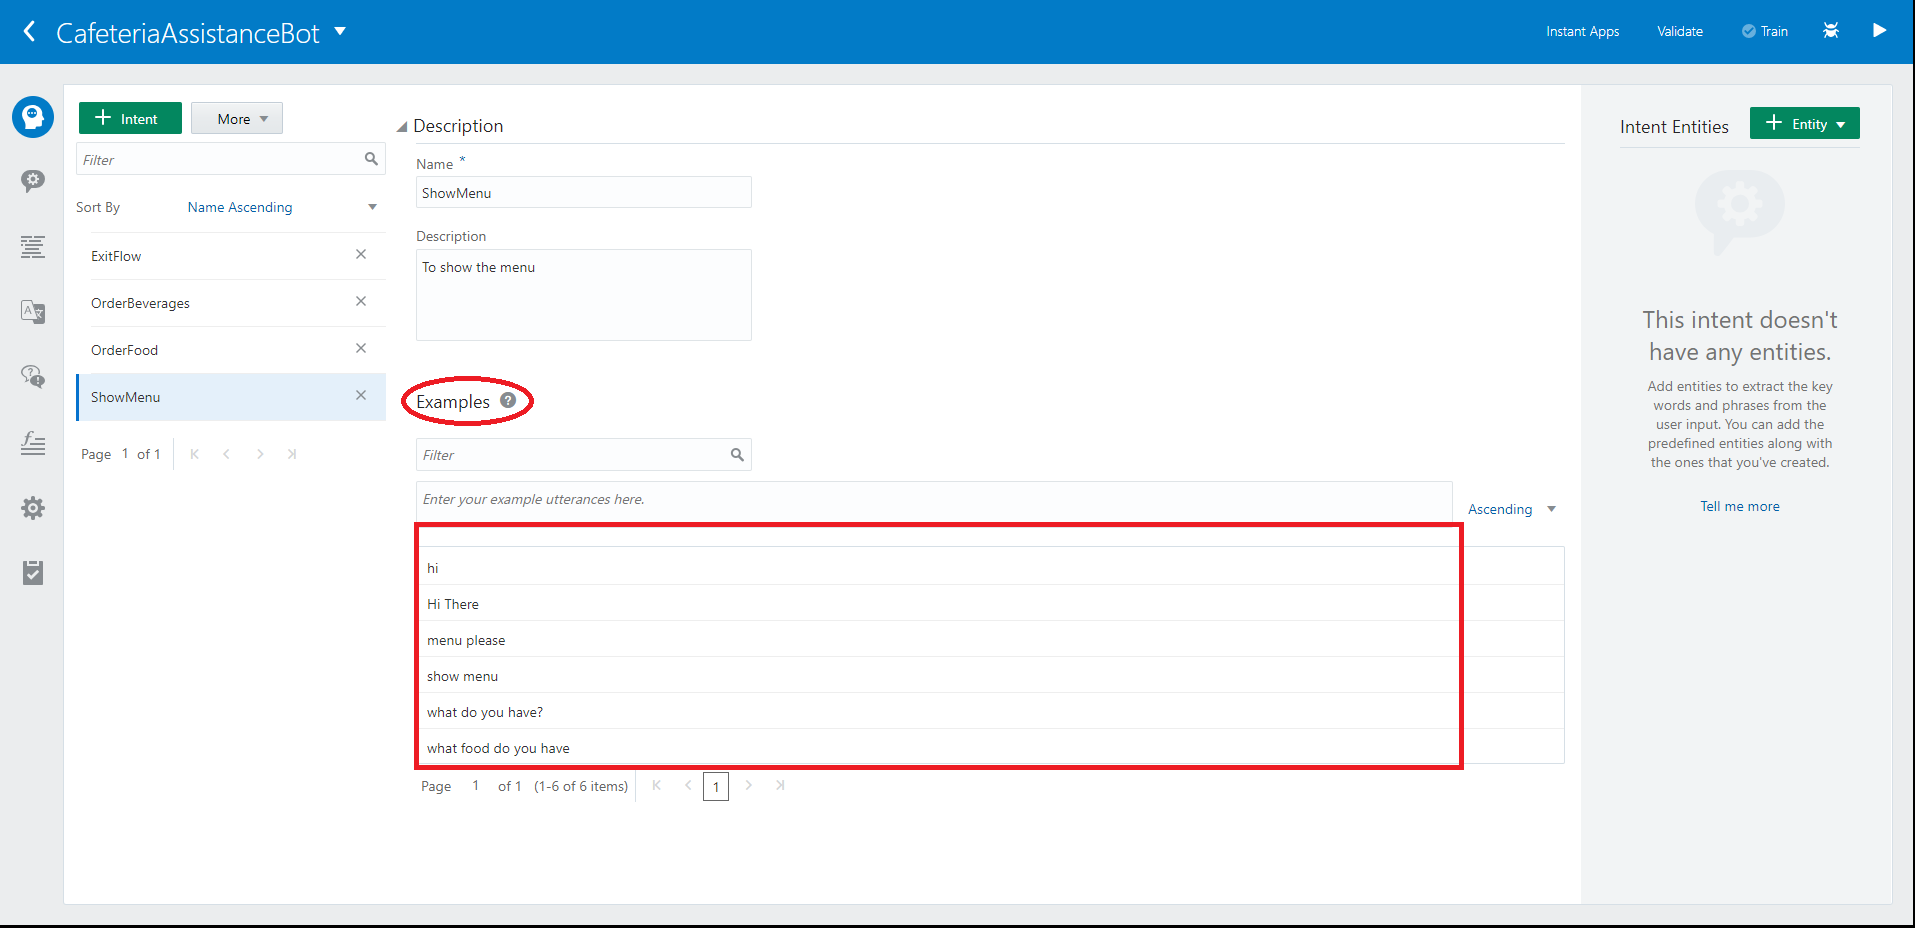 CafeteriaAssistanceBot
Instant Apps
Validate
Train
Intent
More
Filter
Sort By
Name Ascending
ExitFlow
OrderBeverages
OrderFood
ShowMenu
Page 1 of 1
Description
Name *
ShowMenu
Description
To show the menu
Examples ?
Filter
Enter your example utterances here.
Ascending
hi
Hi There
menu please
show menu
what do you have?
what food do you have
Page 1 of 1 (1-6 of 6 items) 1
Intent Entities
Entity
This intent doesn't
have any entities.
Add entities to extract the key
words and phrases from the
user input. You can add the
predefined entities along with
the ones that you've created.
Tell me more